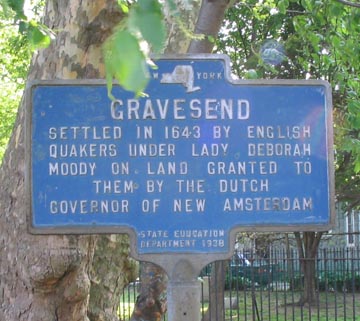 NEW YORK
GRAVESEND
SETTLED IN 1643 BY ENGLISH
QUAKERS UNDER LADY DEBORAH
MOODY ON LAND GRANTED TO
THEM BY THE DUTCH
GOVERNOR OF NEW AMSTERDAM
STATE EDUCATION
DEPARTMENT 1938